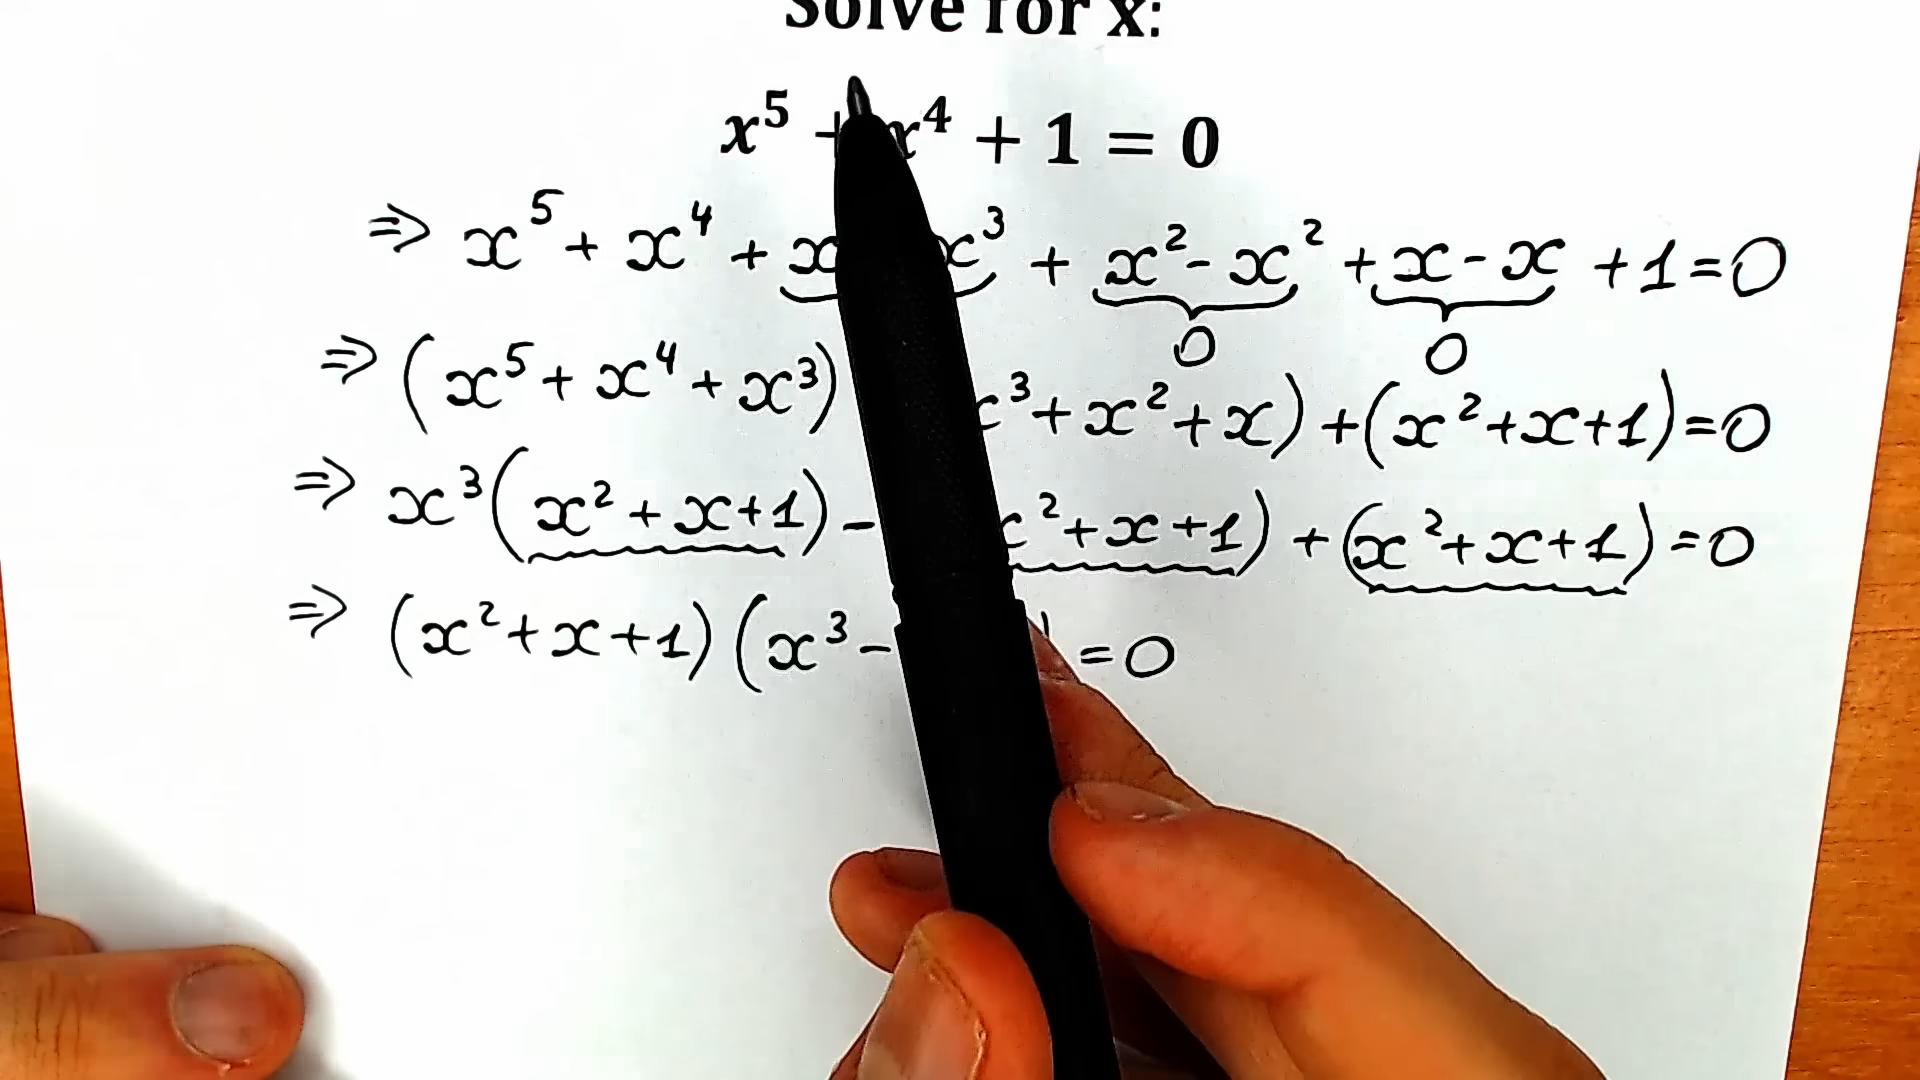 Solve for x:
x⁵ + x⁴ + 1 = 0
⇒ x⁵ + x⁴ + x x³ + x² - x² + x - x + 1 = 0
0 0
⇒ (x⁵ + x⁴ + x³) x³ + x² + x) + (x² + x + 1) = 0
⇒ x³(x² + x + 1) - x² + x + 1) + (x² + x + 1) = 0
⇒ (x² + x + 1)(x³ - ) = 0